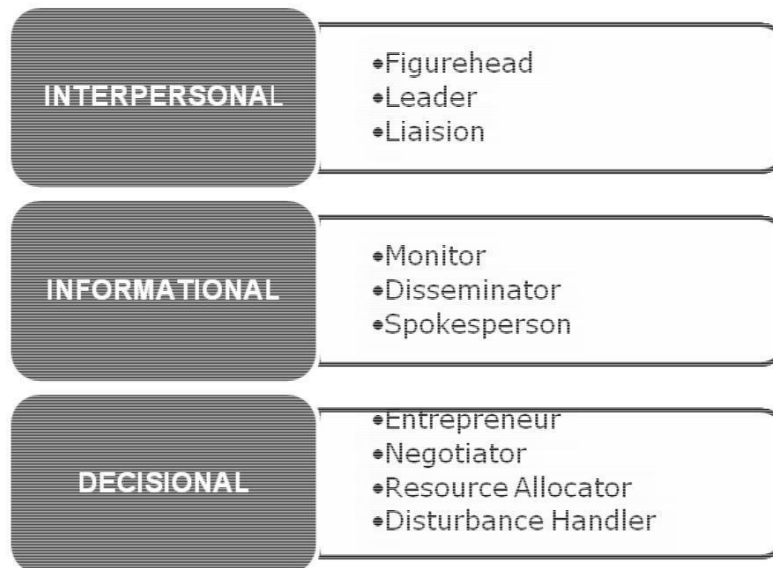 INTERPERSONAL
•Figurehead
•Leader
•Liaision
INFORMATIONAL
•Monitor
•Disseminator
•Spokesperson
DECISIONAL
•Entrepreneur
•Negotiator
•Resource Allocator
•Disturbance Handler